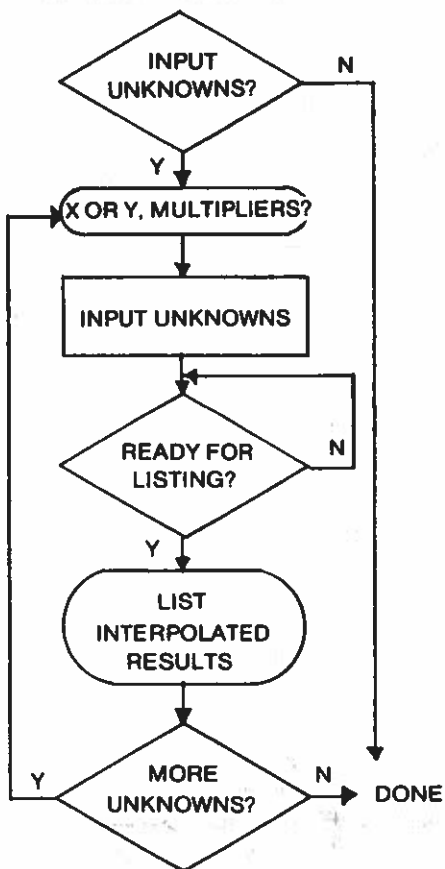 INPUT
UNKNOWNS?
N
Y
X OR Y, MULTIPLIERS?
INPUT UNKNOWNS
READY FOR
LISTING?
N
Y
LIST
INTERPOLATED
RESULTS
Y
MORE
UNKNOWNS?
N
DONE